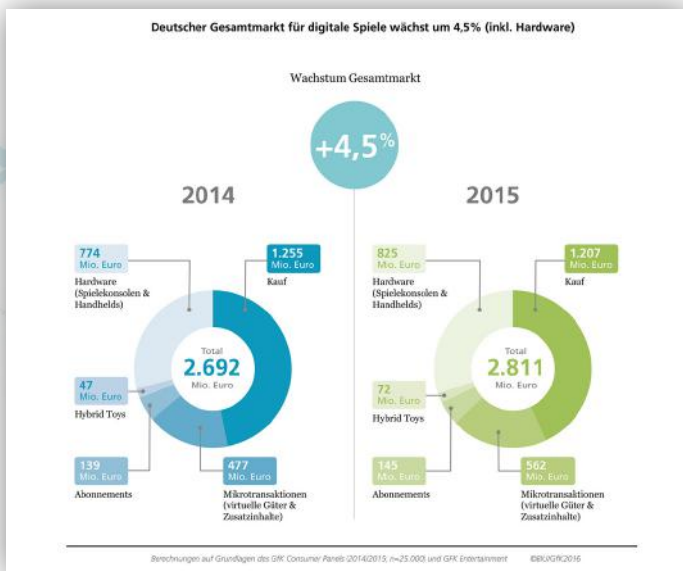 Deutscher Gesamtmarkt für digitale Spiele wächst um 4,5% (inkl. Hardware)
Wachstum Gesamtmarkt
+4,5%
2014
774
Mio. Euro
Hardware
(Spielekonsolen &
Handhelds)
1.255
Mio. Euro
Kauf
Total
2.692
Mio. Euro
47
Mio. Euro
Hybrid Toys
139
Mio. Euro
Abonnements
477
Mio. Euro
Mikrotransaktionen
(virtuelle Güter &
Zusatzinhalte)
2015
825
Mio. Euro
Hardware
(Spielekonsolen &
Handhelds)
1.207
Mio. Euro
Kauf
Total
2.811
Mio. Euro
72
Mio. Euro
Hybrid Toys
145
Mio. Euro
Abonnements
562
Mio. Euro
Mikrotransaktionen
(virtuelle Güter &
Zusatzinhalte)
Berechnungen auf Grundlagen des GfK Consumer Panels (2014/2015, n=25.000) und GFK Entertainment ©BIU/GfK2016